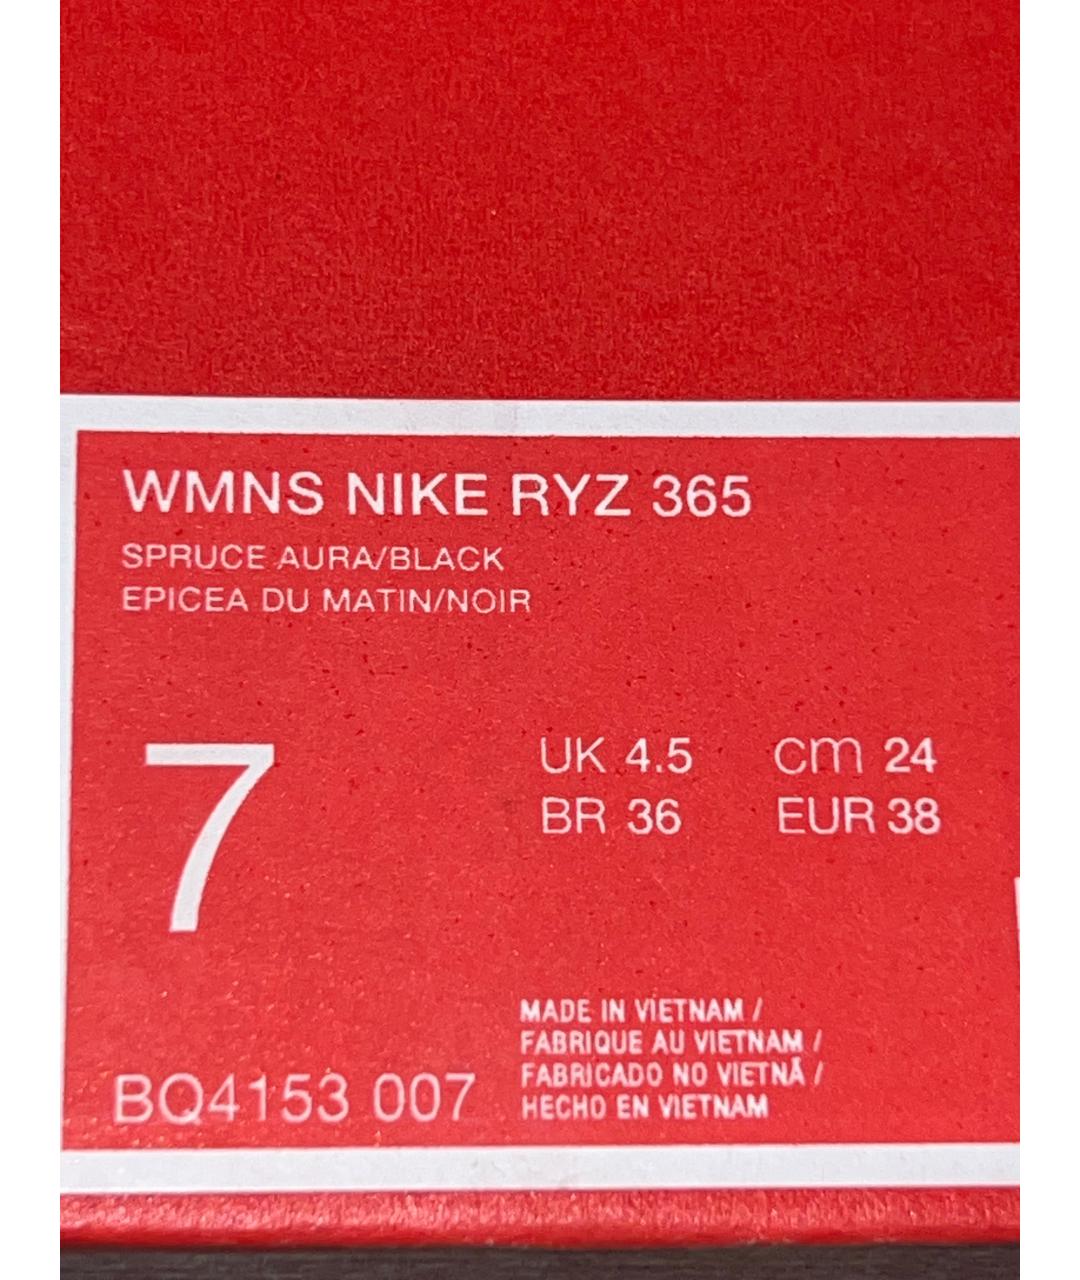 WMNS NIKE RYZ 365
SPRUCE AURA/BLACK
EPICEA DU MATIN/NOIR
7
UK 4.5 cm 24
BR 36 EUR 38
MADE IN VIETNAM /
FABRIQUE AU VIETNAM /
FABRICADO NO VIETNÃ /
HECHO EN VIETNAM
BQ4153 007